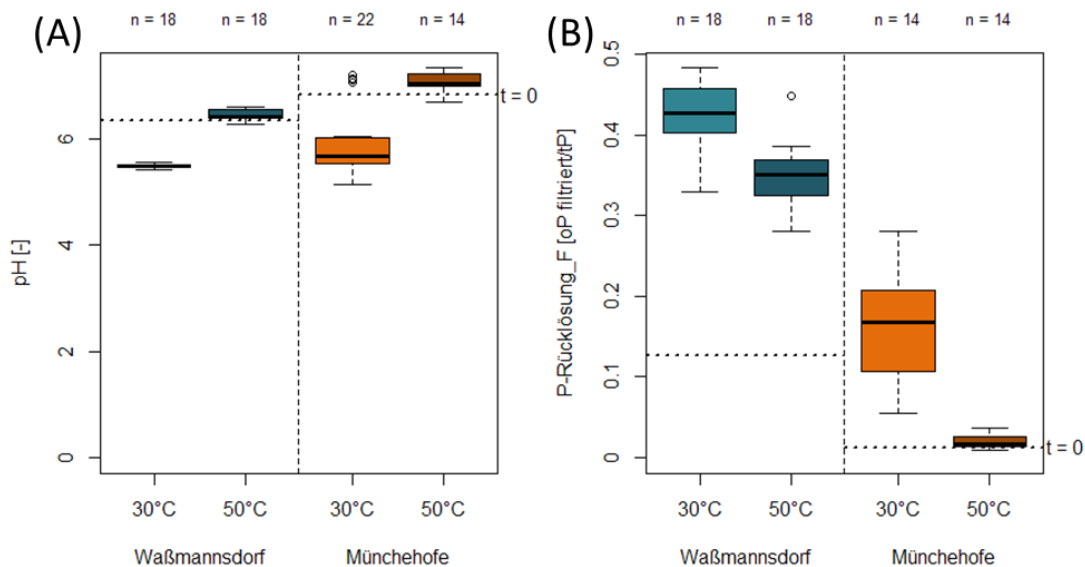 (A)
n = 18 n = 18 n = 22 n = 14
pH [-]
6
4
2
0
t = 0
30°C 50°C 30°C 50°C
Waßmannsdorf Münchehofe
(B)
n = 18 n = 18 n = 14 n = 14
P-Rücklösung_F [oP filtriert/tP]
0.5
0.4
0.3
0.2
0.1
0
t = 0
30°C 50°C 30°C 50°C
Waßmannsdorf Münchehofe